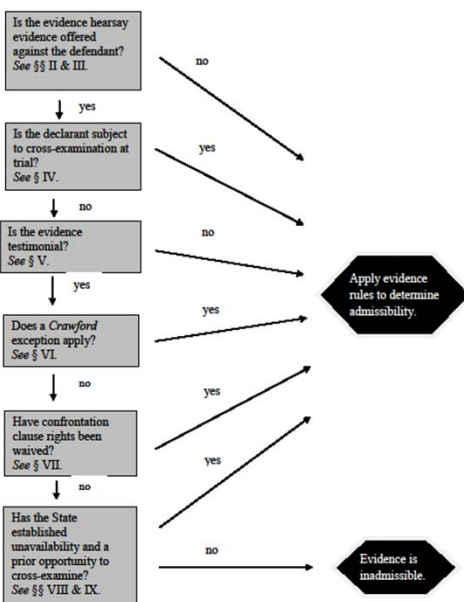 Is the evidence hearsay
evidence offered
against the defendant?
See §§ II & III.
no
yes
Is the declarant subject
to cross-examination at
trial?
See § IV.
yes
no
Is the evidence
testimonial?
See § V.
no
yes
Apply evidence
rules to determine
admissibility.
Does a Crawford
exception apply?
See § VI.
yes
no
Have confrontation
clause rights been
waived?
See § VII.
yes
no
Has the State
established
unavailability and a
prior opportunity to
cross-examine?
See §§ VIII & IX.
yes
no
Evidence is
inadmissible.